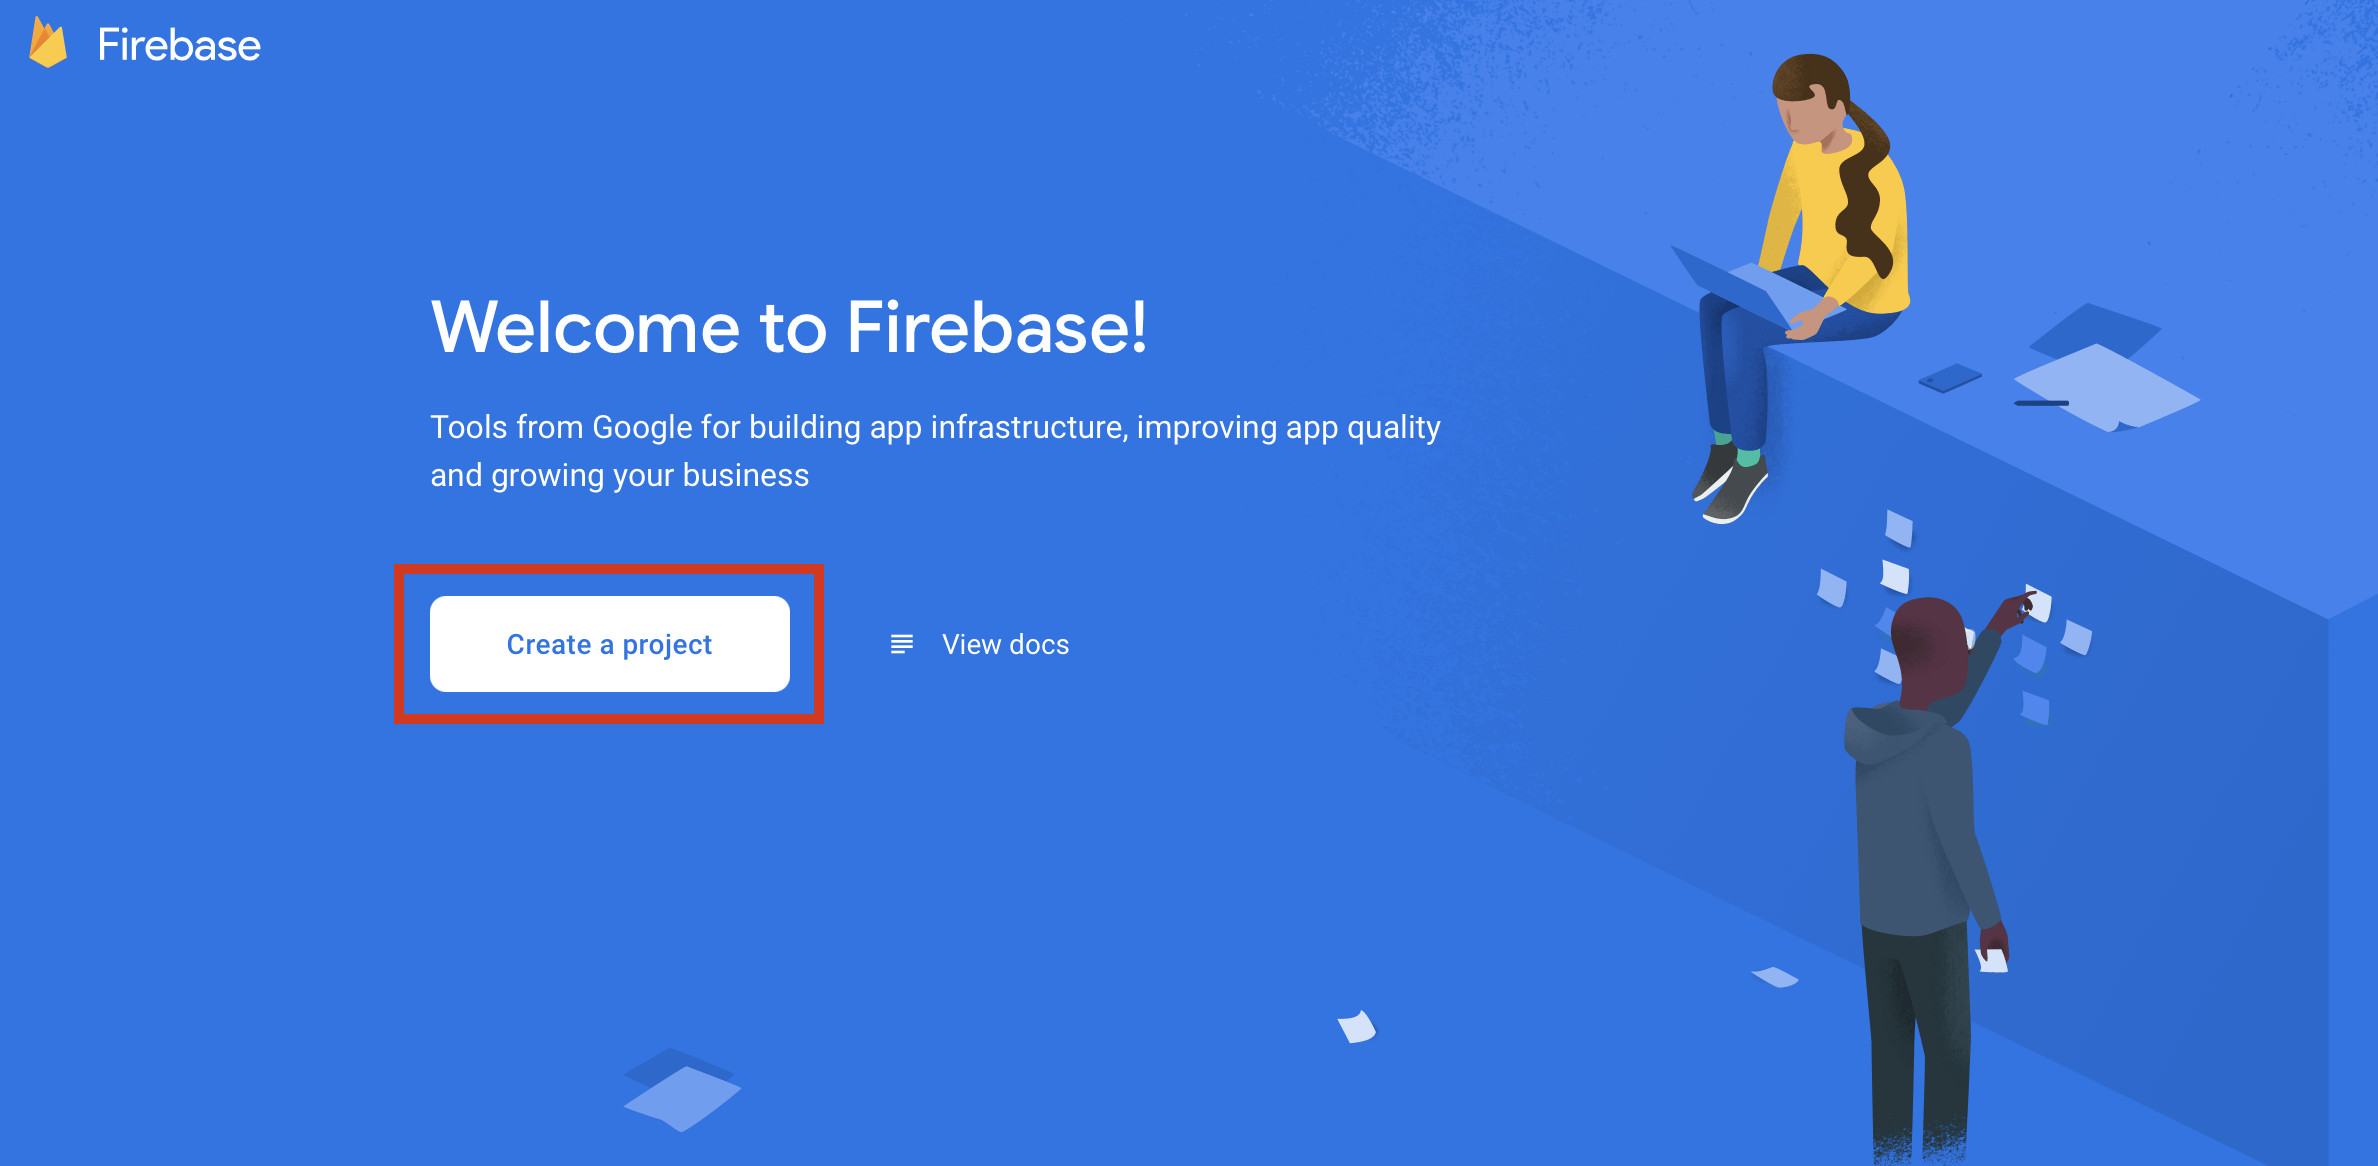 Firebase
Welcome to Firebase!
Tools from Google for building app infrastructure, improving app quality
and growing your business
Create a project
View docs